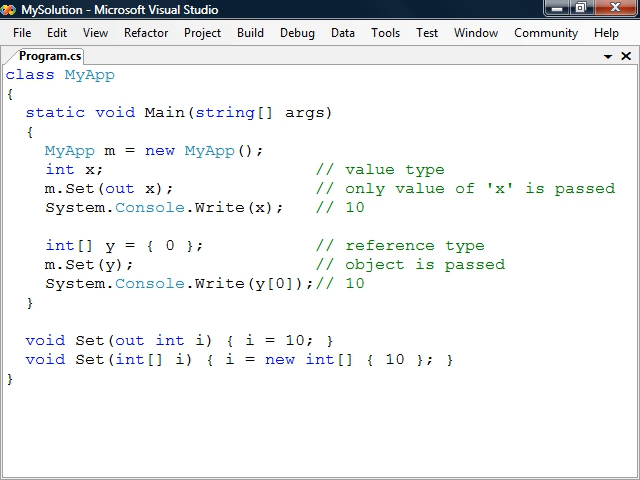 MySolution - Microsoft Visual Studio
File Edit View Refactor Project Build Debug Data Tools Test Window Community Help
Program.cs
class MyApp
{
  static void Main(string[] args)
  {
    MyApp m = new MyApp();
    int x;                     // value type
    m.Set(out x);              // only value of 'x' is passed
    System.Console.Write(x);   // 10

    int[] y = { 0 };           // reference type
    m.Set(y);                  // object is passed
    System.Console.Write(y[0]);// 10
  }

  void Set(out int i) { i = 10; }
  void Set(int[] i) { i = new int[] { 10 }; }
}